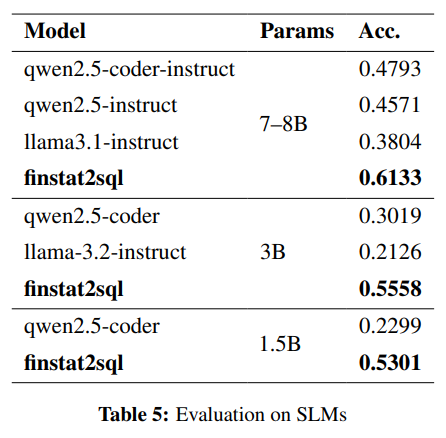 Model Params Acc.
qwen2.5-coder-instruct 0.4793
qwen2.5-instruct 0.4571
7–8B
llama3.1-instruct 0.3804
finstat2sql 0.6133
qwen2.5-coder 0.3019
llama-3.2-instruct 3B 0.2126
finstat2sql 0.5558
qwen2.5-coder 0.2299
1.5B
finstat2sql 0.5301
Table 5: Evaluation on SLMs